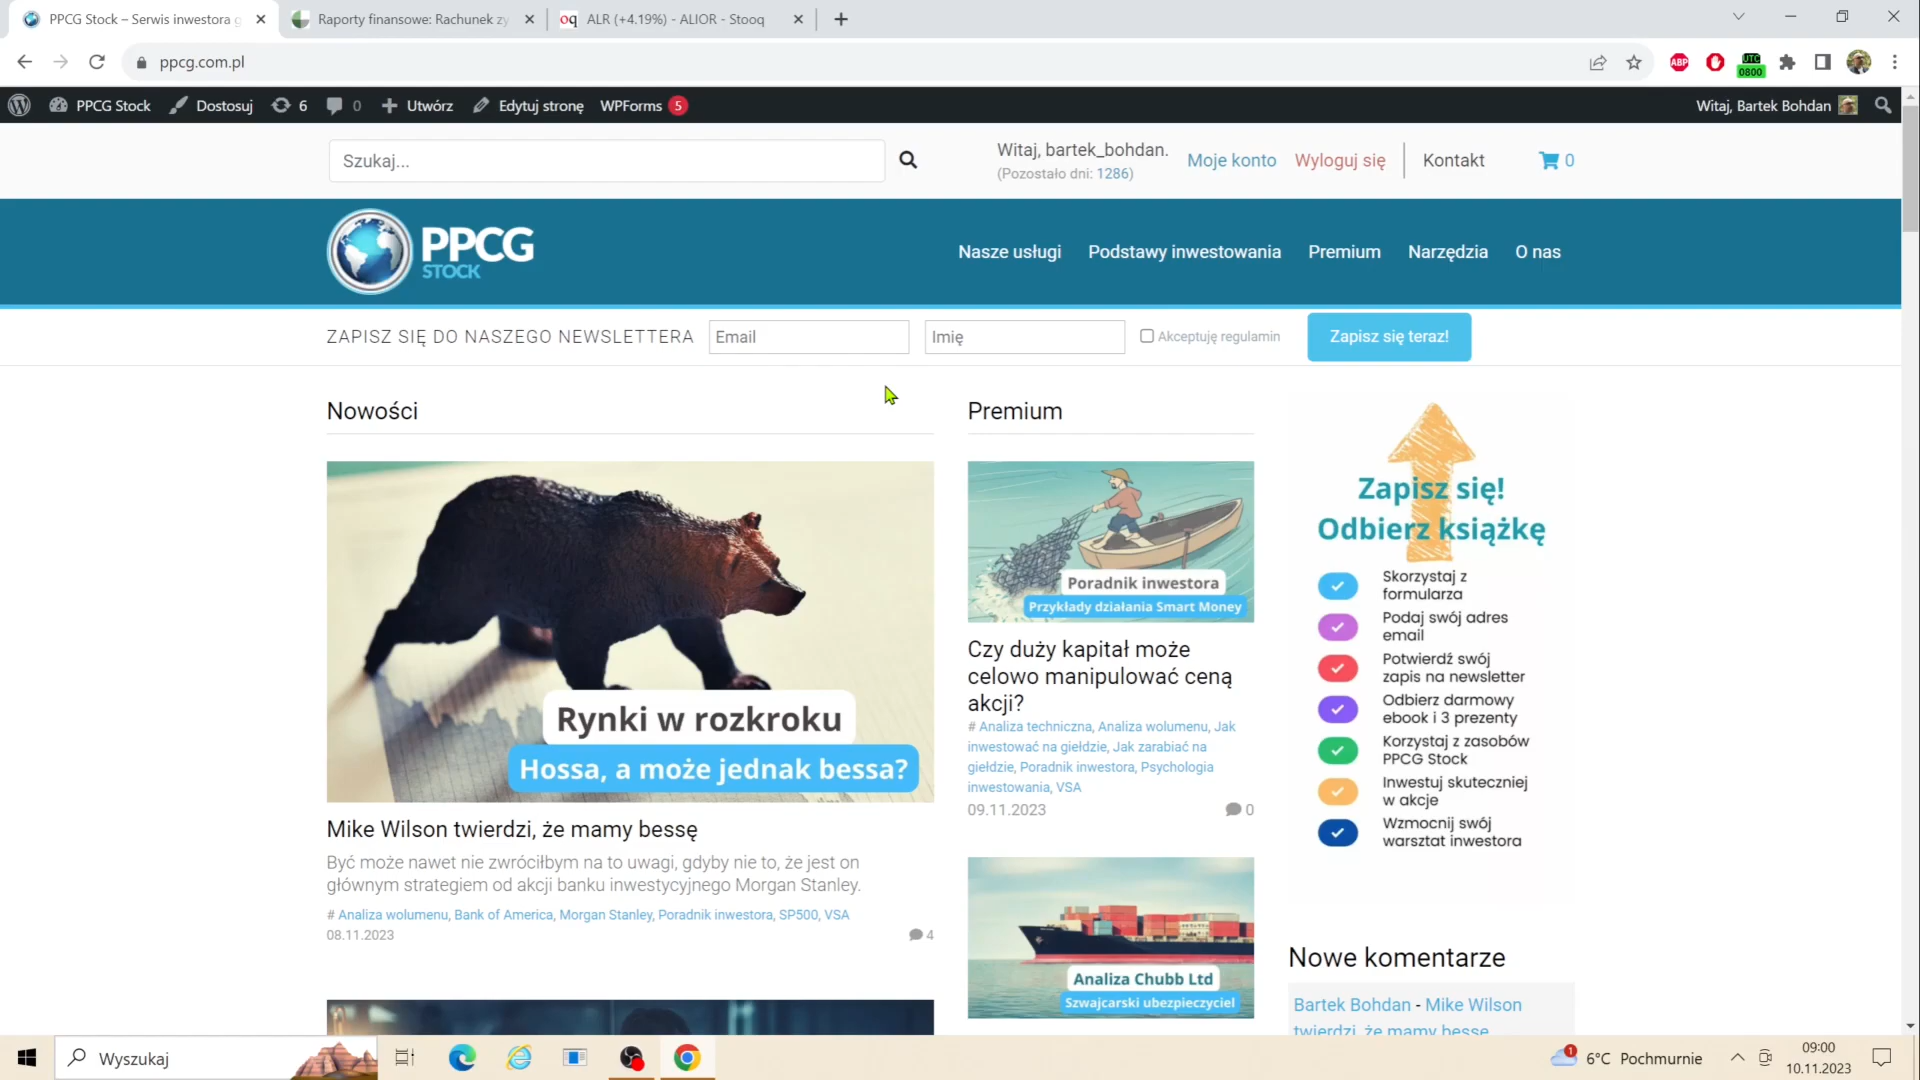 PPCG Stock – Serwis inwestora g
Raporty finansowe: Rachunek zy
ALR (+4.19%) - ALIOR - Stooq
ppcg.com.pl
ABP
UTC
0800
PPCG Stock
Dostosuj
6
0
Utwórz
Edytuj stronę
WPForms 5
Witaj, Bartek Bohdan
Szukaj...
Witaj, bartek_bohdan.
(Pozostało dni: 1286)
Moje konto
Wyloguj się
Kontakt
0
PPCG
STOCK
Nasze usługi
Podstawy inwestowania
Premium
Narzędzia
O nas
ZAPISZ SIĘ DO NASZEGO NEWSLETTERA
Email
Imię
Akceptuję regulamin
Zapisz się teraz!
Nowości
Rynki w rozkroku
Hossa, a może jednak bessa?
Mike Wilson twierdzi, że mamy bessę
Być może nawet nie zwróciłbym na to uwagi, gdyby nie to, że jest on
głównym strategiem od akcji banku inwestycyjnego Morgan Stanley.
# Analiza wolumenu, Bank of America, Morgan Stanley, Poradnik inwestora, SP500, VSA
08.11.2023
4
Premium
Poradnik inwestora
Przykłady działania Smart Money
Czy duży kapitał może
celowo manipulować ceną
akcji?
# Analiza techniczna, Analiza wolumenu, Jak
inwestować na giełdzie, Jak zarabiać na
giełdzie, Poradnik inwestora, Psychologia
inwestowania, VSA
09.11.2023
0
Analiza Chubb Ltd
Szwajcarski ubezpieczyciel
Zapisz się!
Odbierz książkę
Skorzystaj z
formularza
Podaj swój adres
email
Potwierdź swój
zapis na newsletter
Odbierz darmowy
ebook i 3 prezenty
Korzystaj z zasobów
PPCG Stock
Inwestuj skuteczniej
w akcje
Wzmocnij swój
warsztat inwestora
Nowe komentarze
Bartek Bohdan - Mike Wilson
twierdzi, że mamy bessę
Wyszukaj
1
6°C Pochmurnie
09:00
10.11.2023